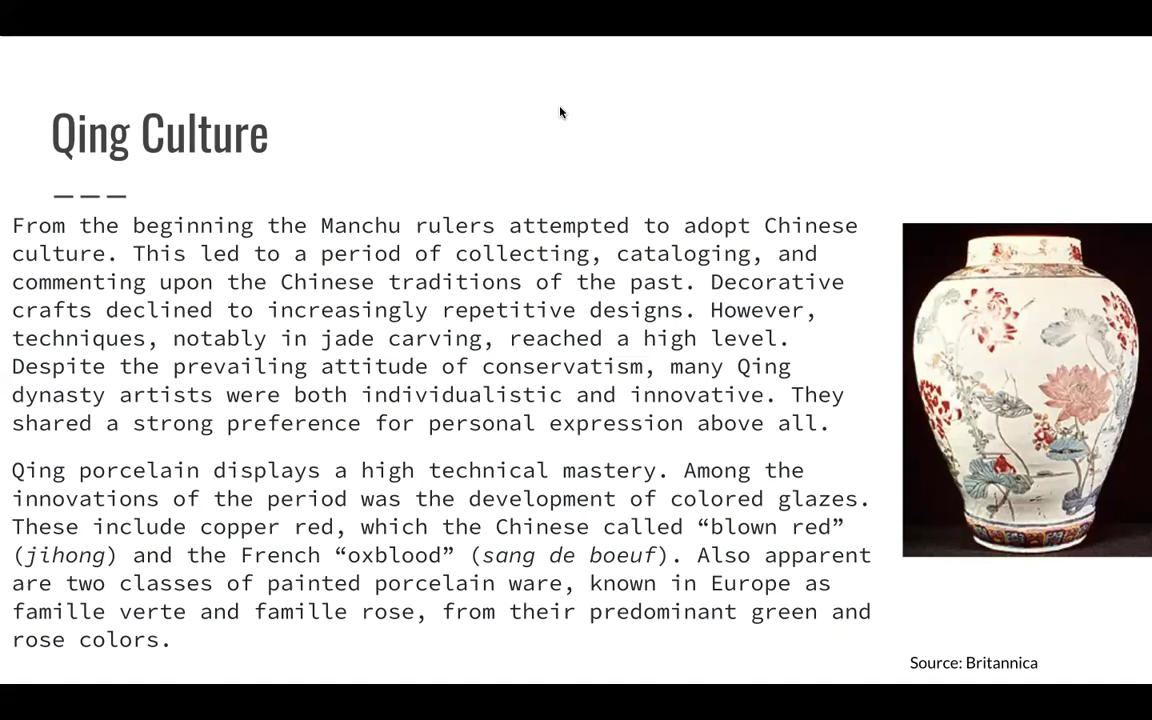 Qing Culture
From the beginning the Manchu rulers attempted to adopt Chinese
culture. This led to a period of collecting, cataloging, and
commenting upon the Chinese traditions of the past. Decorative
crafts declined to increasingly repetitive designs. However,
techniques, notably in jade carving, reached a high level.
Despite the prevailing attitude of conservatism, many Qing
dynasty artists were both individualistic and innovative. They
shared a strong preference for personal expression above all.
Qing porcelain displays a high technical mastery. Among the
innovations of the period was the development of colored glazes.
These include copper red, which the Chinese called “blown red”
(jihong) and the French “oxblood” (sang de boeuf). Also apparent
are two classes of painted porcelain ware, known in Europe as
famille verte and famille rose, from their predominant green and
rose colors.
Source: Britannica